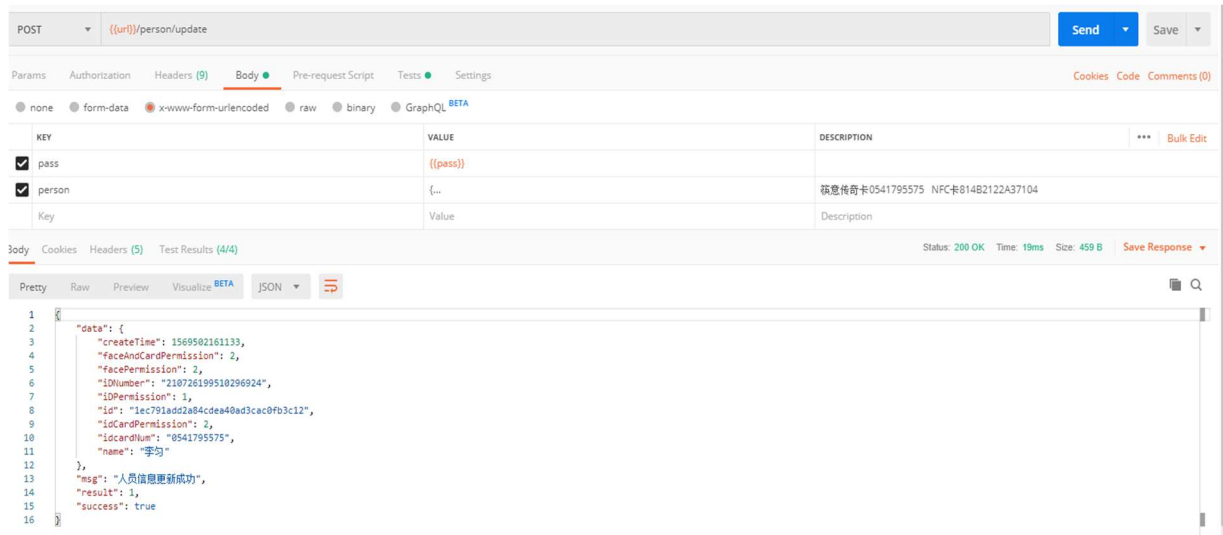 POST {{url}}/person/update Send Save
Params Authorization Headers (9) Body Pre-request Script Tests Settings Cookies Code Comments (0)
none form-data x-www-form-urlencoded raw binary GraphQL BETA
KEY VALUE DESCRIPTION ••• Bulk Edit
pass {{pass}}
person {... 筷意传奇卡0541795575 NFC卡814B2122A37104
Key Value Description
Body Cookies Headers (5) Test Results (4/4) Status: 200 OK Time: 19ms Size: 459 B Save Response
Pretty Raw Preview Visualize BETA JSON
1 {
2 "data": {
3 "createTime": 1569502161133,
4 "faceAndCardPermission": 2,
5 "facePermission": 2,
6 "iDNumber": "210726199510296924",
7 "iDPermission": 1,
8 "id": "1ec791add2a84cdea40ad3cac0fb3c12",
9 "idCardPermission": 2,
10 "idcardNum": "0541795575",
11 "name": "李匀"
12 },
13 "msg": "人员信息更新成功",
14 "result": 1,
15 "success": true
16 }